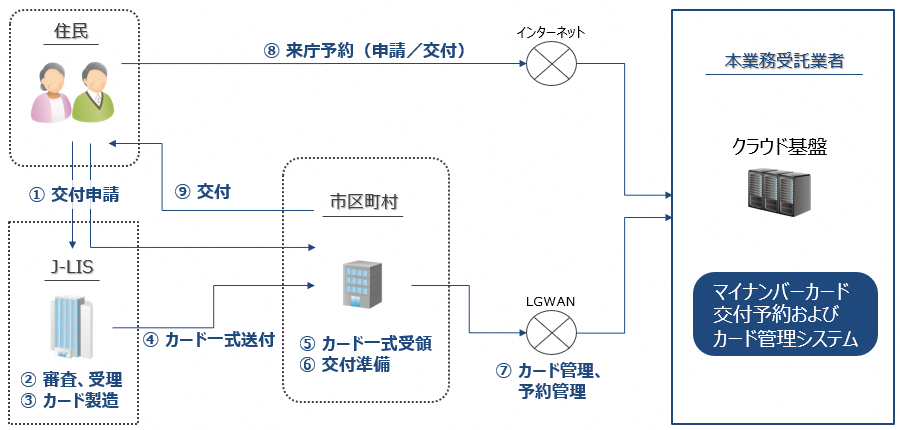 住民
⑧ 来庁予約（申請／交付）
インターネット
本業務受託業者
クラウド基盤
① 交付申請
⑨ 交付
市区町村
J-LIS
LGWAN
マイナンバーカード
交付予約および
カード管理システム
④ カード一式送付
⑤ カード一式受領
⑥ 交付準備
⑦ カード管理、
予約管理
② 審査、受理
③ カード製造